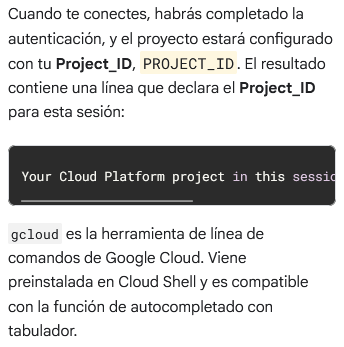 Cuando te conectes, habrás completado la
autenticación, y el proyecto estará configurado
con tu Project_ID, PROJECT_ID. El resultado
contiene una línea que declara el Project_ID
para esta sesión:
Your Cloud Platform project in this
gcloud es la herramienta de línea de
comandos de Google Cloud. Viene
preinstalada en Cloud Shell y es compatible
con la función de autocompletado con
tabulador.